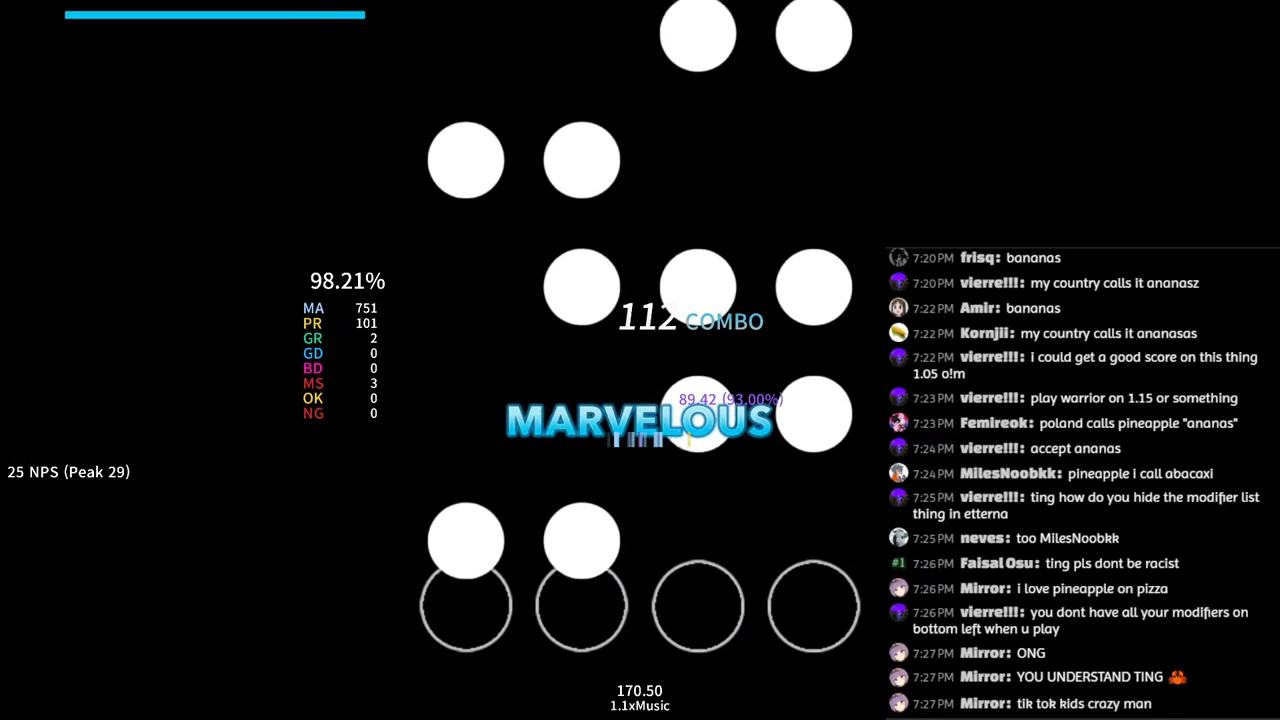 98.21%
MA 751
PR 101
GR 2
GD 0
BD 0
MS 3
OK 0
NG 0
25 NPS (Peak 29)
112 COMBO
89.42 (93.00%)
MARVELOUS
170.50
1.1xMusic
7:20 PM frisq: bananas
7:20 PM vierre!!!: my country calls it ananasz
7:22 PM Amir: bananas
7:22 PM Kornjii: my country calls it ananasas
7:22 PM vierre!!!: i could get a good score on this thing
1.05 o!m
7:23 PM vierre!!!: play warrior on 1.15 or something
7:23 PM Femireok: poland calls pineapple "ananas"
7:24 PM vierre!!!: accept ananas
7:24 PM MilesNoobkk: pineapple i call abacaxi
7:25 PM vierre!!!: ting how do you hide the modifier list
thing in etterna
7:25 PM neves: too MilesNoobkk
#1 7:26 PM Faisal Osu: ting pls dont be racist
7:26 PM Mirror: i love pineapple on pizza
7:26 PM vierre!!!: you dont have all your modifiers on
bottom left when u play
7:27 PM Mirror: ONG
7:27 PM Mirror: YOU UNDERSTAND TING 🦀
7:27 PM Mirror: tik tok kids crazy man